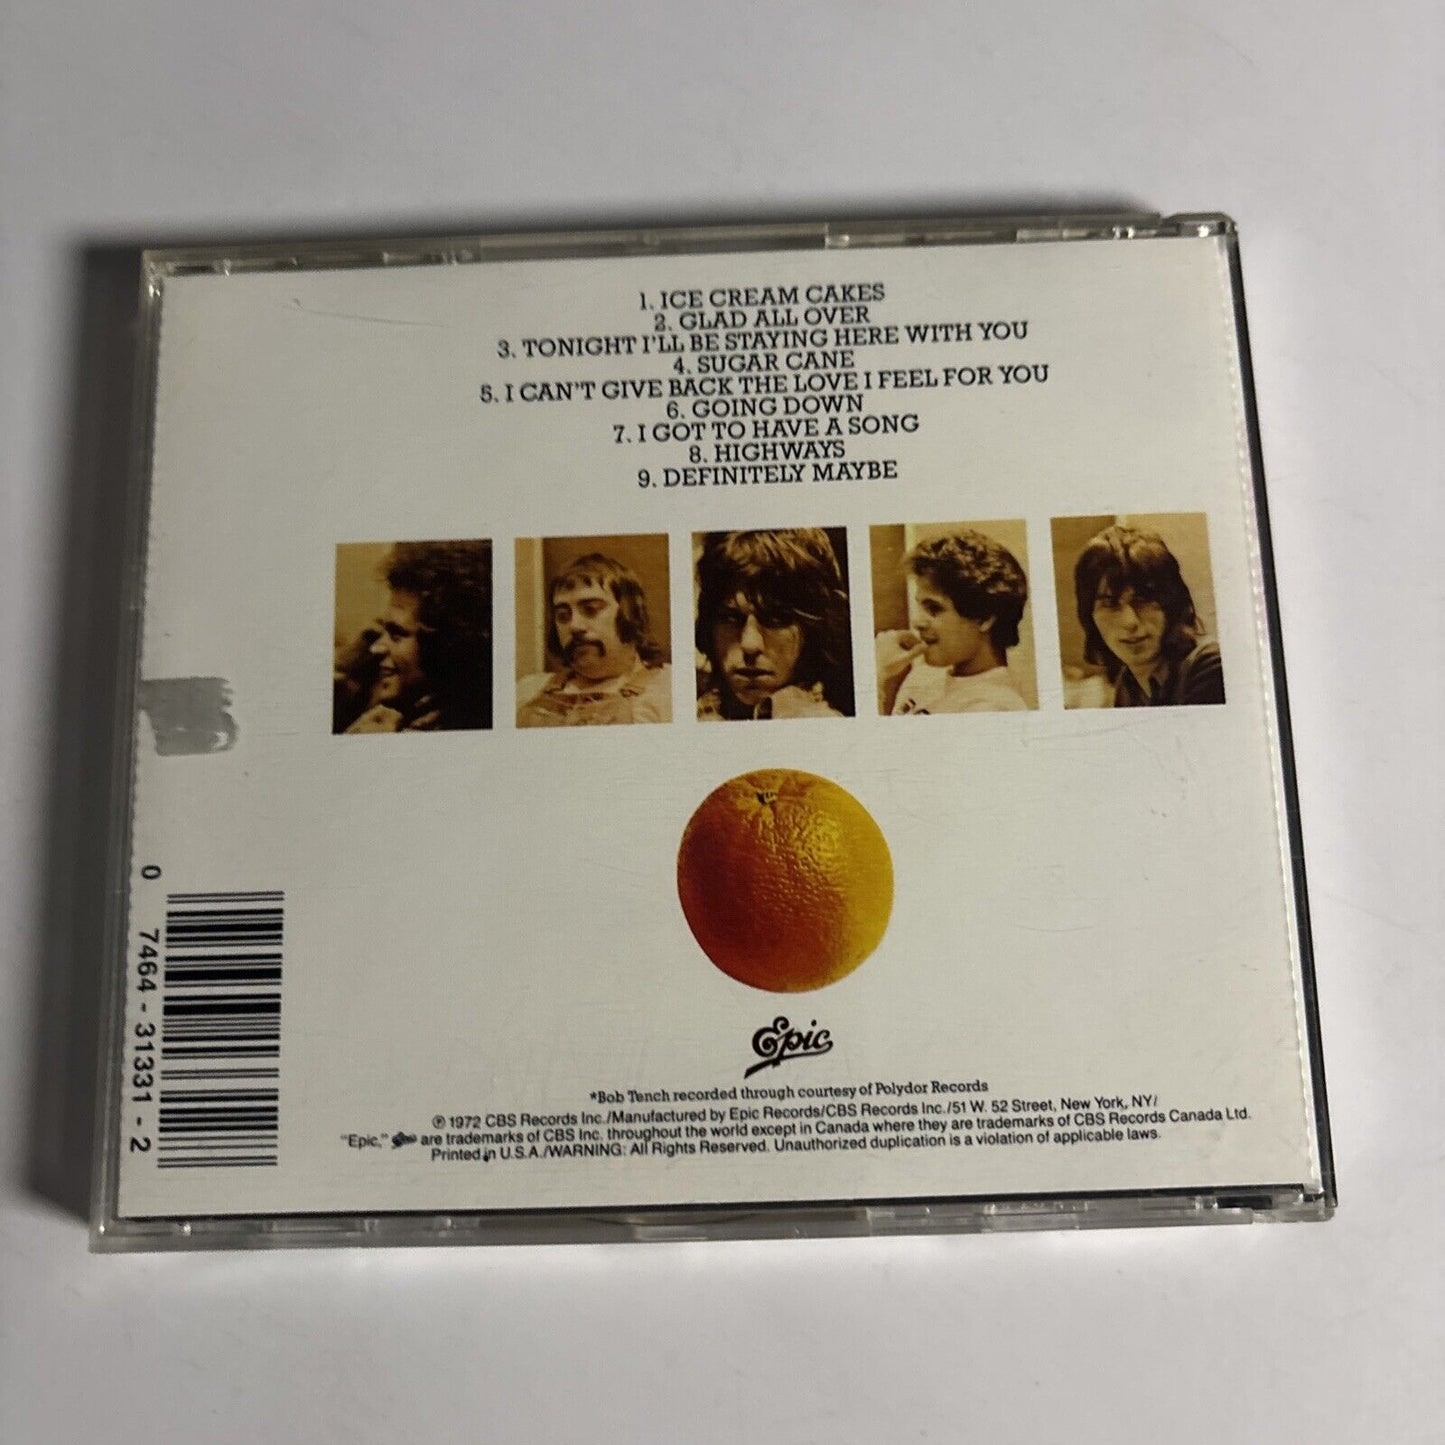 1. ICE CREAM CAKES
2. GLAD ALL OVER
3. TONIGHT I'LL BE STAYING HERE WITH YOU
4. SUGAR CANE
5. I CAN'T GIVE BACK THE LOVE I FEEL FOR YOU
6. GOING DOWN
7. I GOT TO HAVE A SONG
8. HIGHWAYS
9. DEFINITELY MAYBE
0 7464-31331-2
Epic
*Bob Tench recorded through courtesy of Polydor Records
℗ 1972 CBS Records Inc./Manufactured by Epic Records/CBS Records Inc./51 W. 52 Street, New York, NY/
"Epic," are trademarks of CBS Inc. throughout the world except in Canada where they are trademarks of CBS Records Canada Ltd.
Printed in U.S.A./WARNING: All Rights Reserved. Unauthorized duplication is a violation of applicable laws.